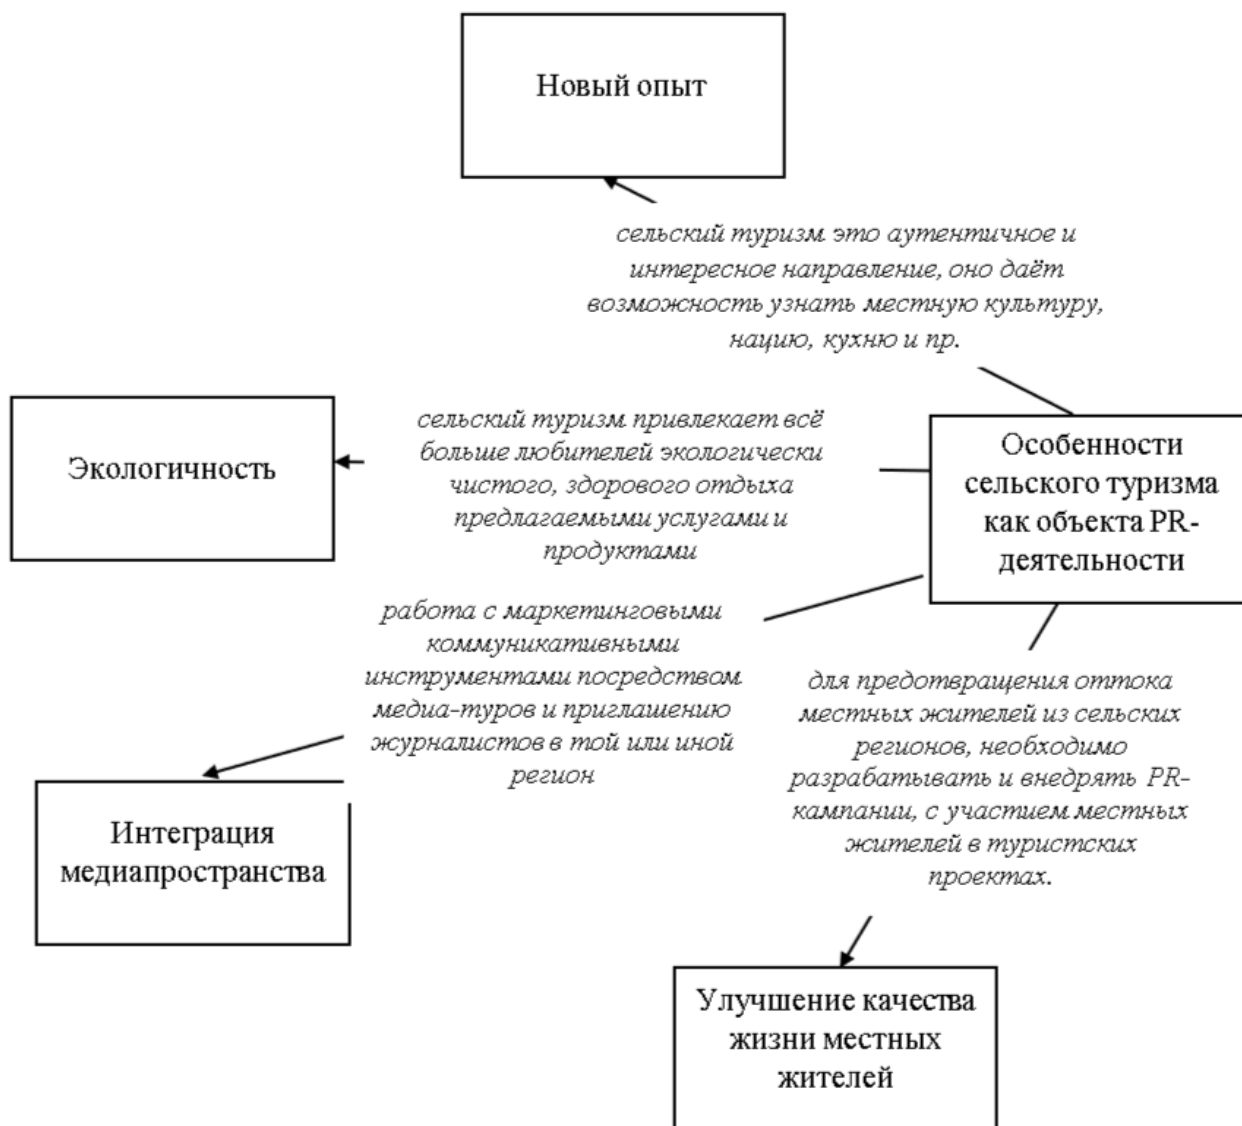 Новый опыт
сельский туризм это аутентичное и
интересное направление, оно даёт
возможность узнать местную культуру,
нацию, кухню и пр.
Экологичность
сельский туризм привлекает всё
больше любителей экологически
чистого, здорового отдыха
предлагаемыми услугами и
продуктами
Особенности
сельского туризма
как объекта PR-
деятельности
работа с маркетинговыми
коммуникативными
инструментами посредством
медиа-туров и приглашению
журналистов в той или иной
регион
для предотвращения оттока
местных жителей из сельских
регионов, необходимо
разрабатывать и внедрять PR-
кампании, с участием местных
жителей в туристских
проектах.
Интеграция
медиапространства
Улучшение качества
жизни местных
жителей